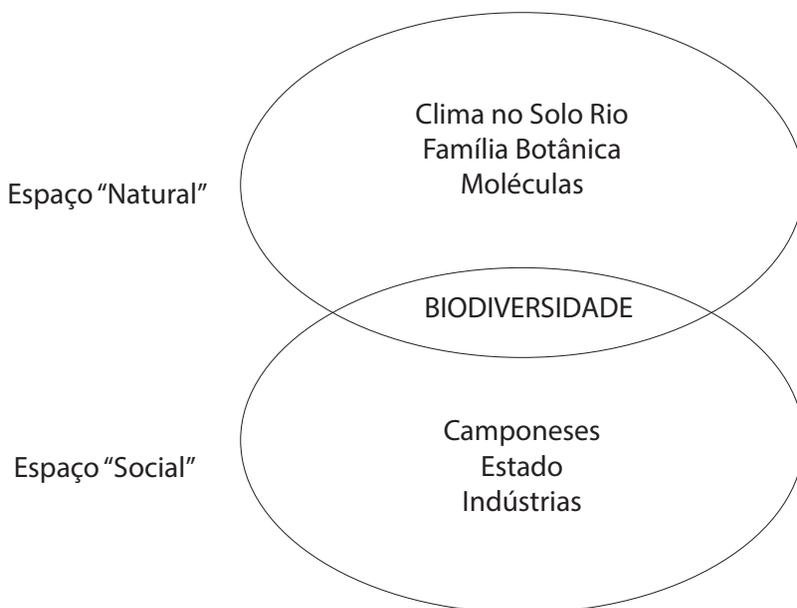 Clima no Solo Rio
Família Botânica
Moléculas
Espaço “Natural”
BIODIVERSIDADE
Camponeses
Estado
Indústrias
Espaço “Social”